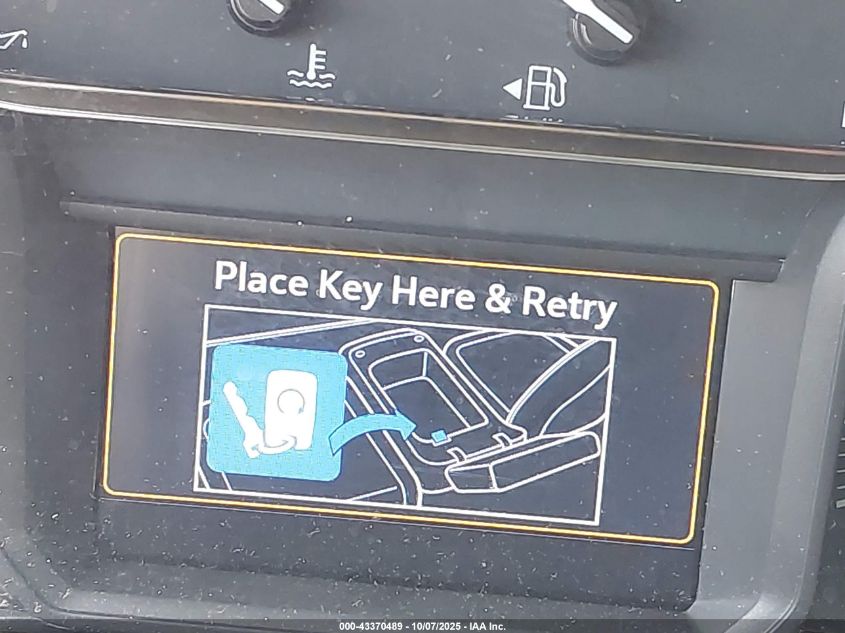 Place Key Here & Retry
000-43370489 - 10/07/2025 - IAA Inc.